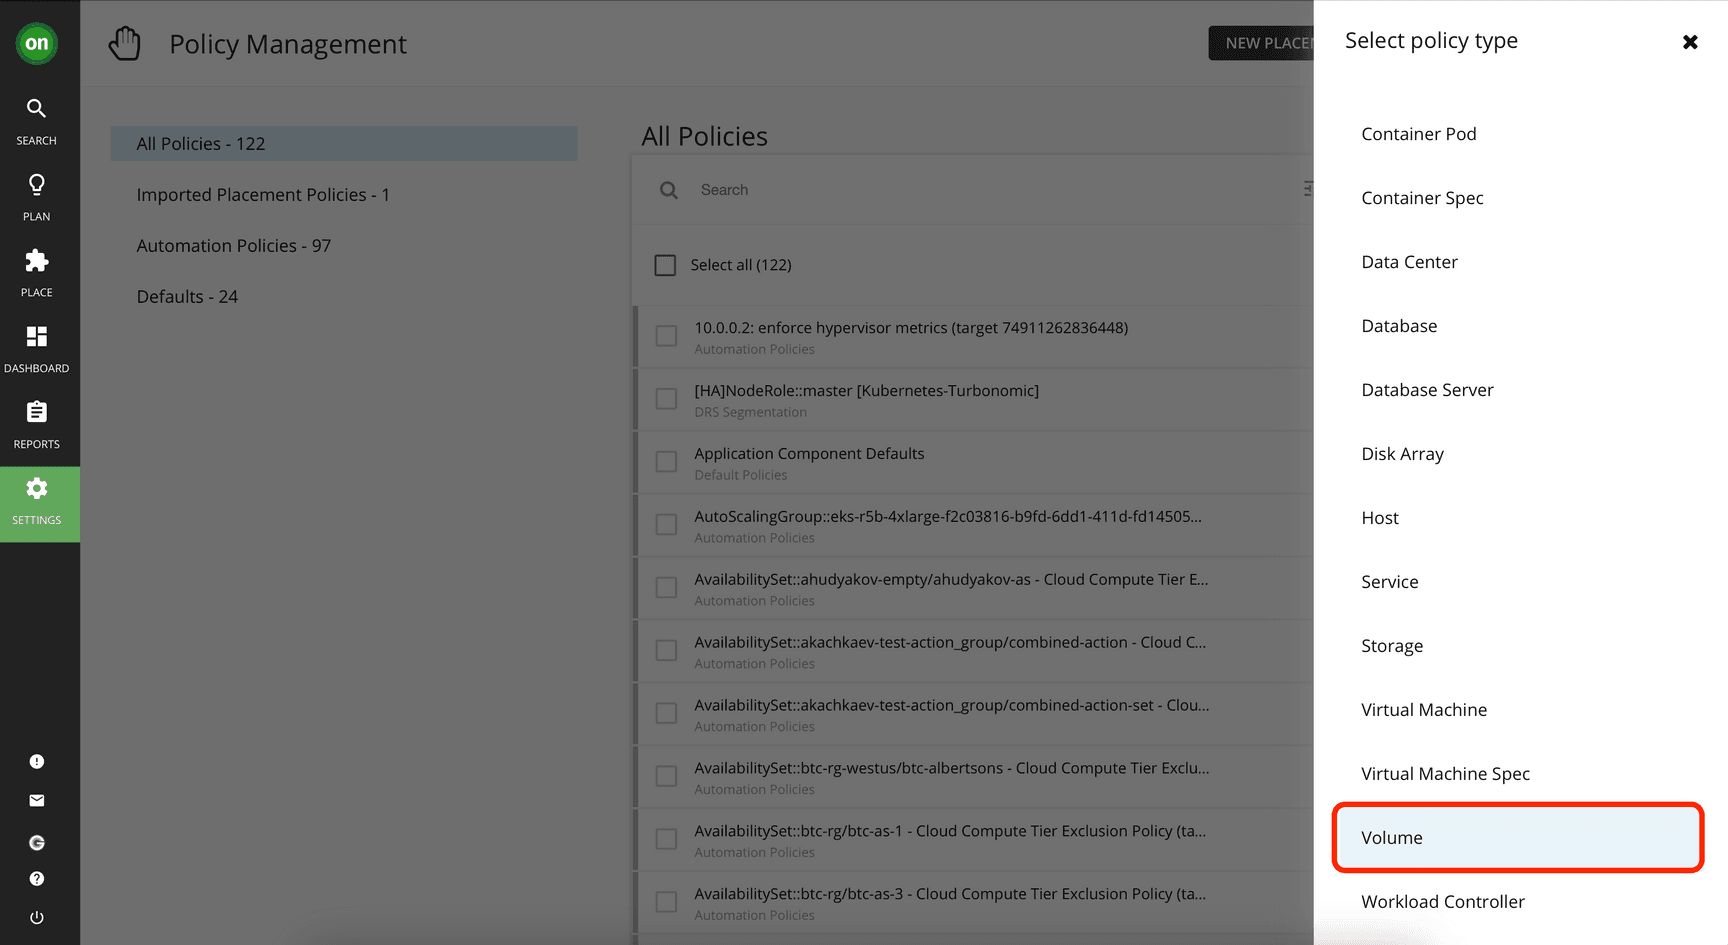 on
SEARCH
PLAN
PLACE
DASHBOARD
REPORTS
SETTINGS
Policy Management
NEW PLACEM
All Policies - 122
Imported Placement Policies - 1
Automation Policies - 97
Defaults - 24
All Policies
Search
Select all (122)
10.0.0.2: enforce hypervisor metrics (target 74911262836448)
Automation Policies
[HA]NodeRole::master [Kubernetes-Turbonomic]
DRS Segmentation
Application Component Defaults
Default Policies
AutoScalingGroup::eks-r5b-4xlarge-f2c03816-b9fd-6dd1-411d-fd14505...
Automation Policies
AvailabilitySet::ahudyakov-empty/ahudyakov-as - Cloud Compute Tier E...
Automation Policies
AvailabilitySet::akachkaev-test-action_group/combined-action - Cloud C...
Automation Policies
AvailabilitySet::akachkaev-test-action_group/combined-action-set - Clou...
Automation Policies
AvailabilitySet::btc-rg-westus/btc-albertsons - Cloud Compute Tier Exclu...
Automation Policies
AvailabilitySet::btc-rg/btc-as-1 - Cloud Compute Tier Exclusion Policy (ta...
Automation Policies
AvailabilitySet::btc-rg/btc-as-3 - Cloud Compute Tier Exclusion Policy (ta...
Automation Policies
Select policy type
Container Pod
Container Spec
Data Center
Database
Database Server
Disk Array
Host
Service
Storage
Virtual Machine
Virtual Machine Spec
Volume
Workload Controller